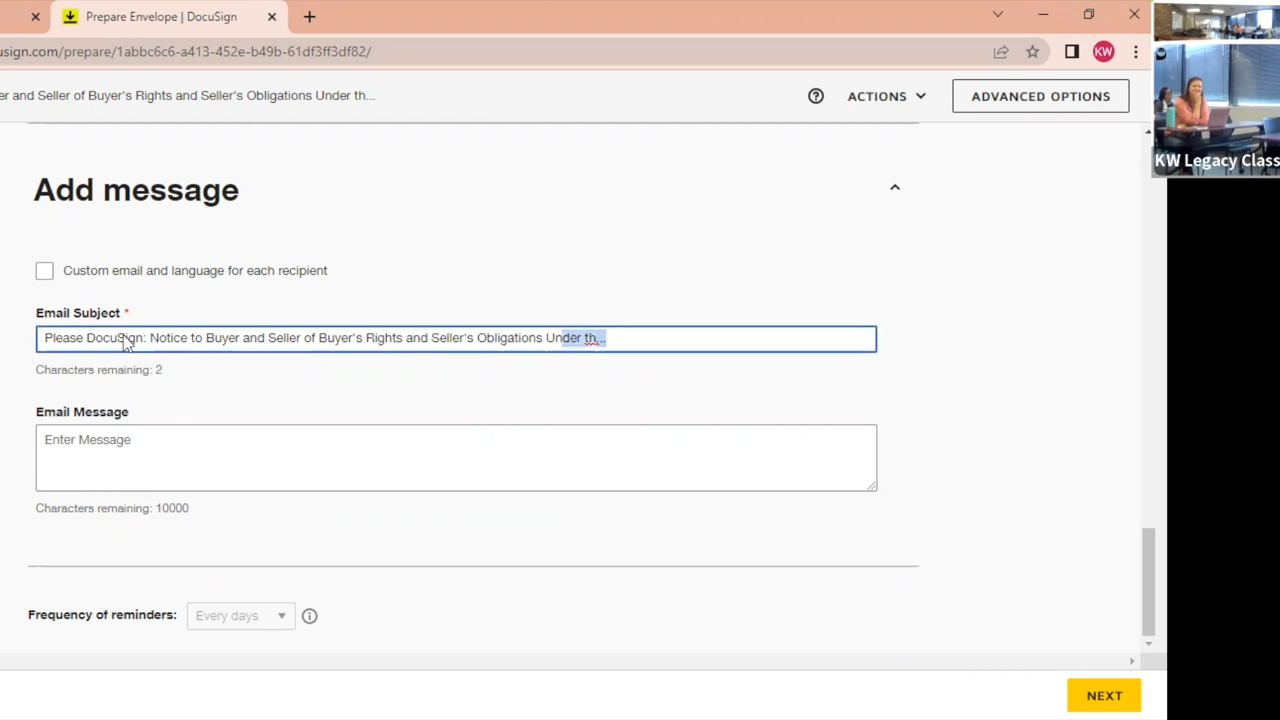 Prepare Envelope | DocuSign
usign.com/prepare/1abbc6c6-a413-452e-b49b-61df3ff3df82/
KW
er and Seller of Buyer's Rights and Seller's Obligations Under th...
ACTIONS
ADVANCED OPTIONS
KW Legacy Class
Add message
Custom email and language for each recipient
Email Subject *
Please DocuSign: Notice to Buyer and Seller of Buyer's Rights and Seller's Obligations Under th...
Characters remaining: 2
Email Message
Enter Message
Characters remaining: 10000
Frequency of reminders:
Every days
NEXT